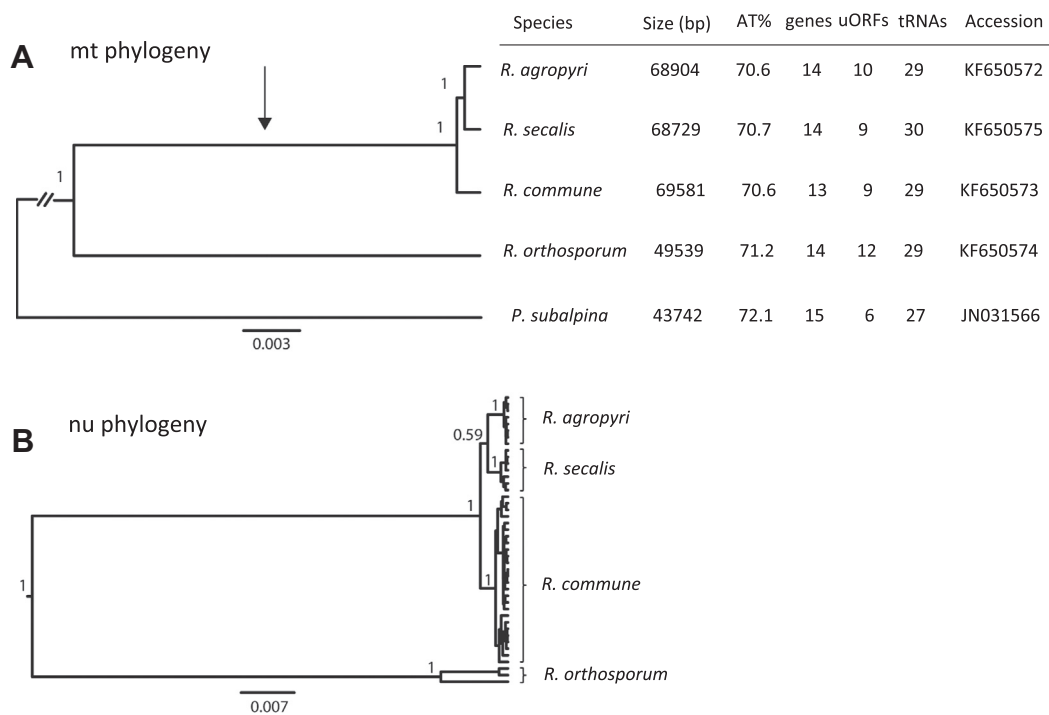 A mt phylogeny
Species Size (bp) AT% genes uORFs tRNAs Accession
1 R. agropyri 68904 70.6 14 10 29 KF650572
1 R. secalis 68729 70.7 14 9 30 KF650575
1 R. commune 69581 70.6 13 9 29 KF650573
R. orthosporum 49539 71.2 14 12 29 KF650574
P. subalpina 43742 72.1 15 6 27 JN031566
0.003
B nu phylogeny
1 R. agropyri
0.59
1 R. secalis
1
1 R. commune
1
1 R. orthosporum
0.007